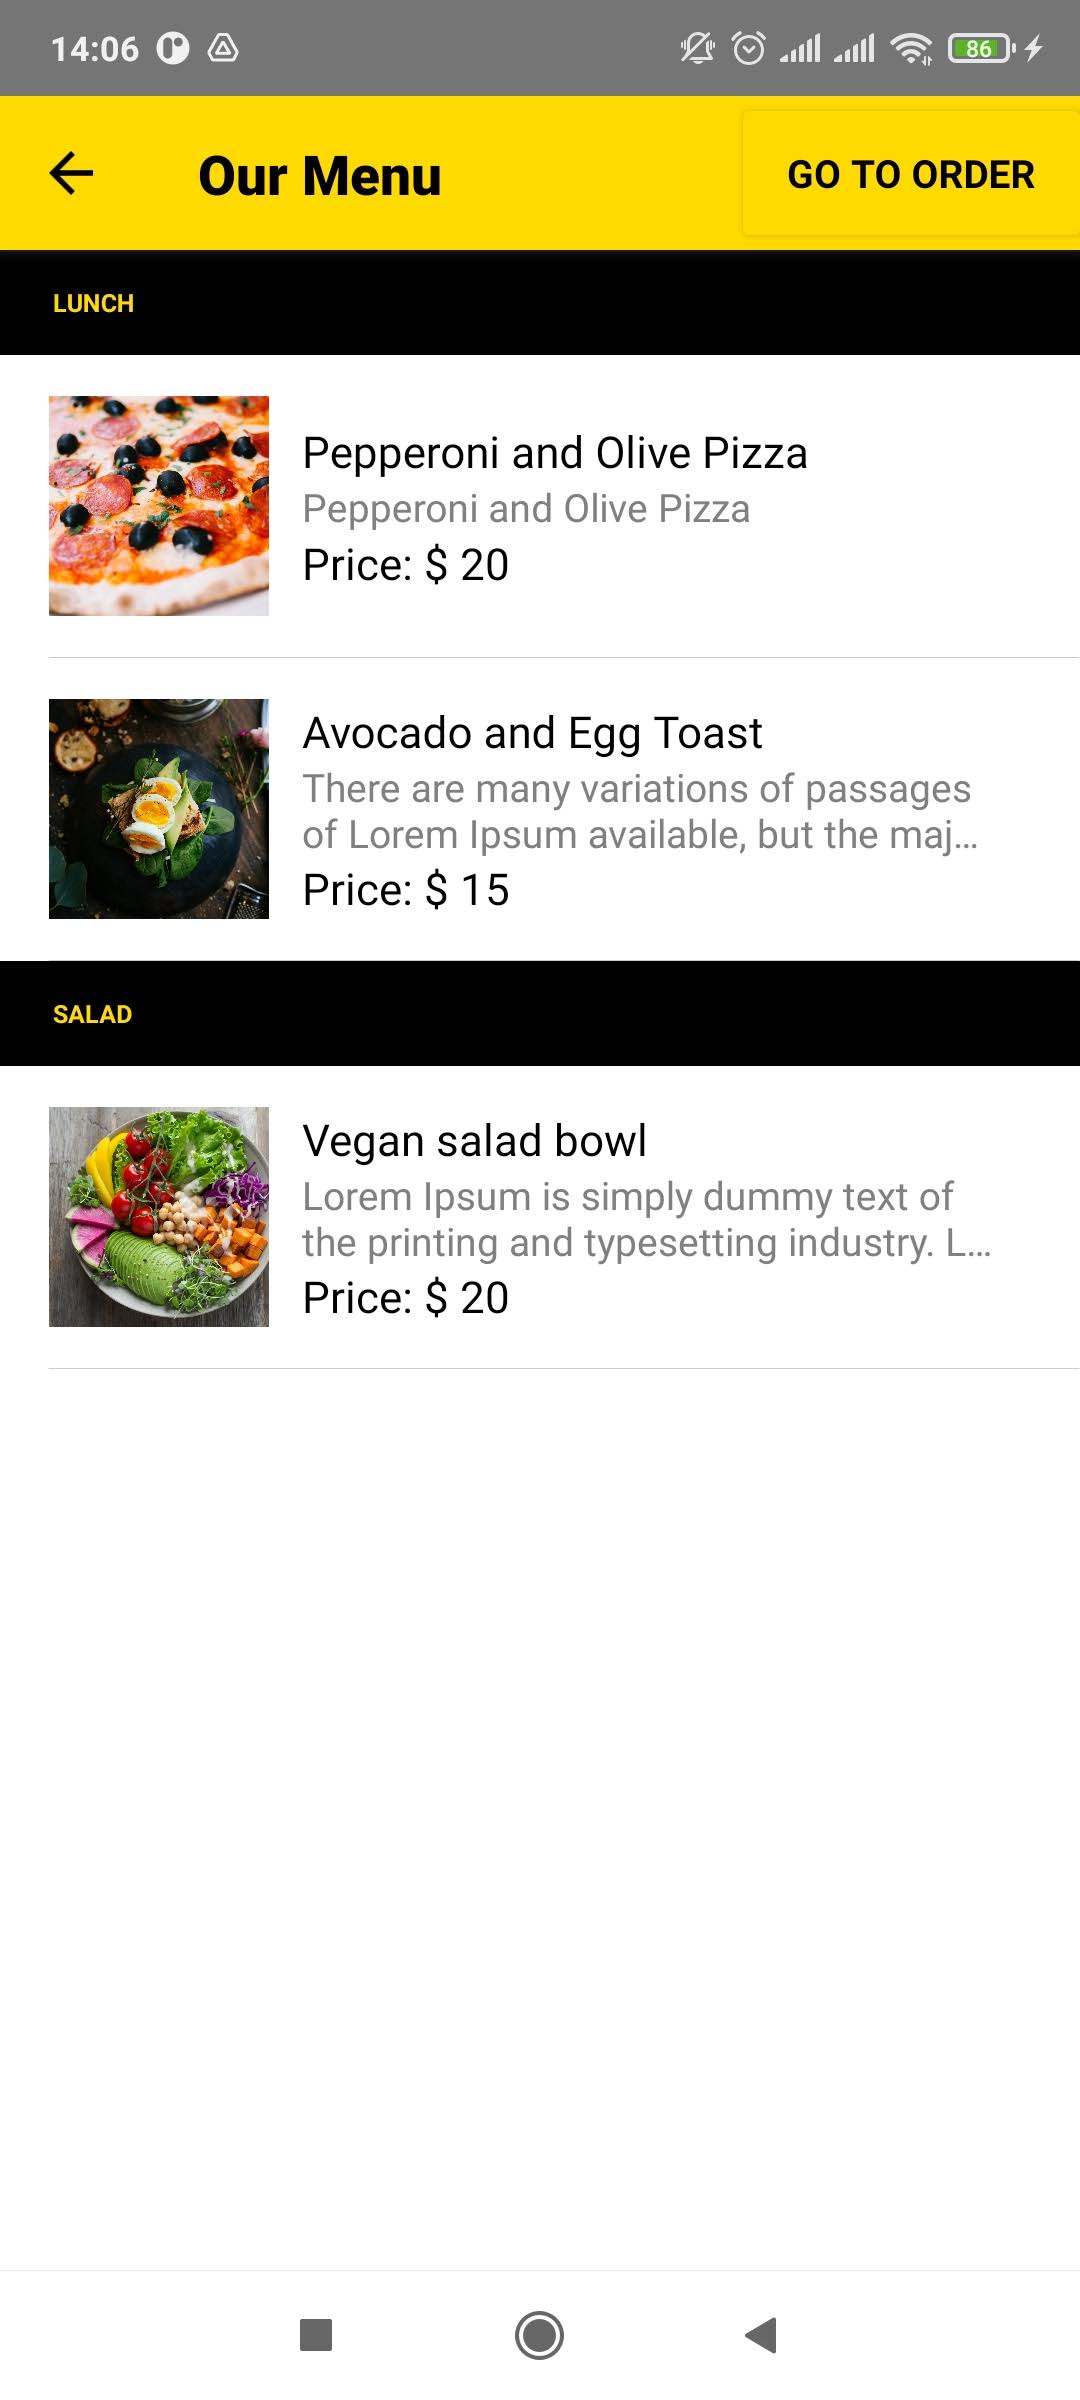 14:06
86
Our Menu
GO TO ORDER
LUNCH
Pepperoni and Olive Pizza
Pepperoni and Olive Pizza
Price: $ 20
Avocado and Egg Toast
There are many variations of passages
of Lorem Ipsum available, but the maj…
Price: $ 15
SALAD
Vegan salad bowl
Lorem Ipsum is simply dummy text of
the printing and typesetting industry. L…
Price: $ 20